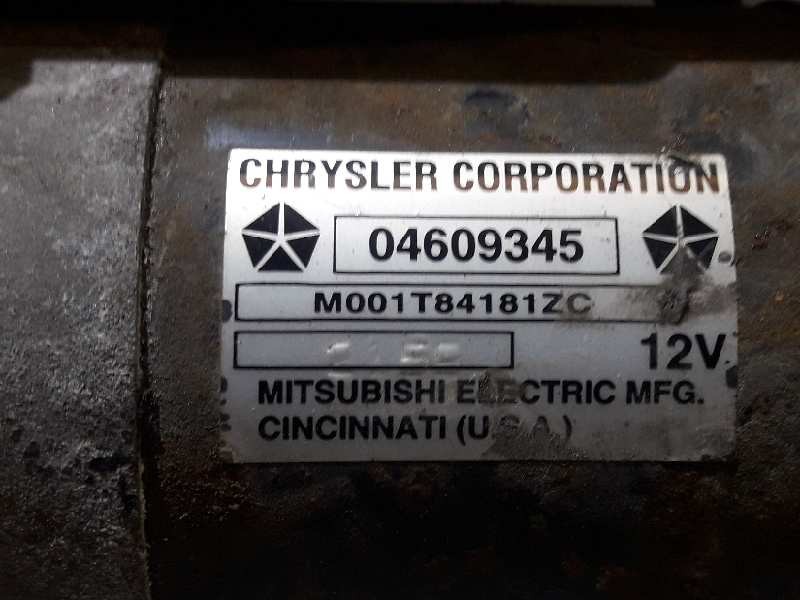 CHRYSLER CORPORATION
04609345
M001T84181ZC
12V
MITSUBISHI ELECTRIC MFG.
CINCINNATI (U.S.A.)